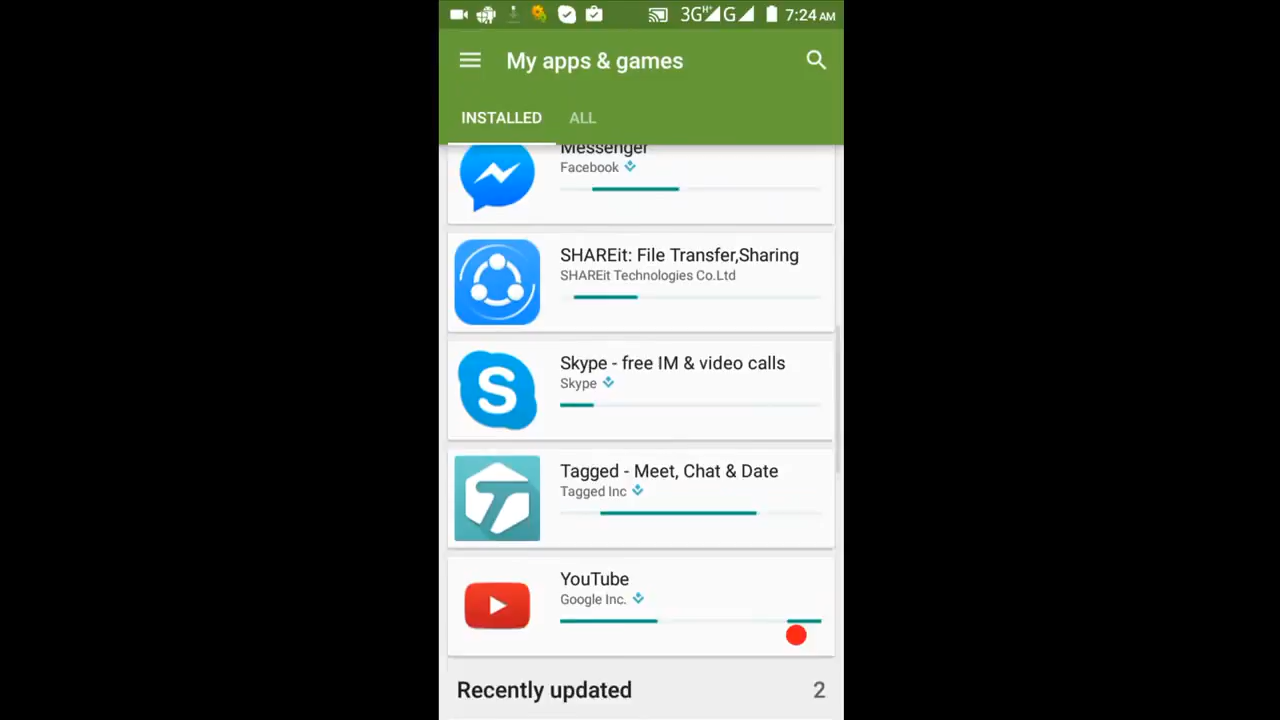 3G H+ G 7:24 AM
My apps & games
INSTALLED ALL
Messenger
Facebook
SHAREit: File Transfer,Sharing
SHAREit Technologies Co.Ltd
Skype - free IM & video calls
Skype
Tagged - Meet, Chat & Date
Tagged Inc
YouTube
Google Inc.
Recently updated 2